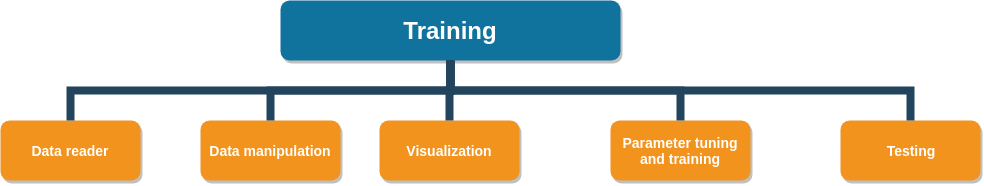 Training
Data reader
Data manipulation
Visualization
Parameter tuning
and training
Testing